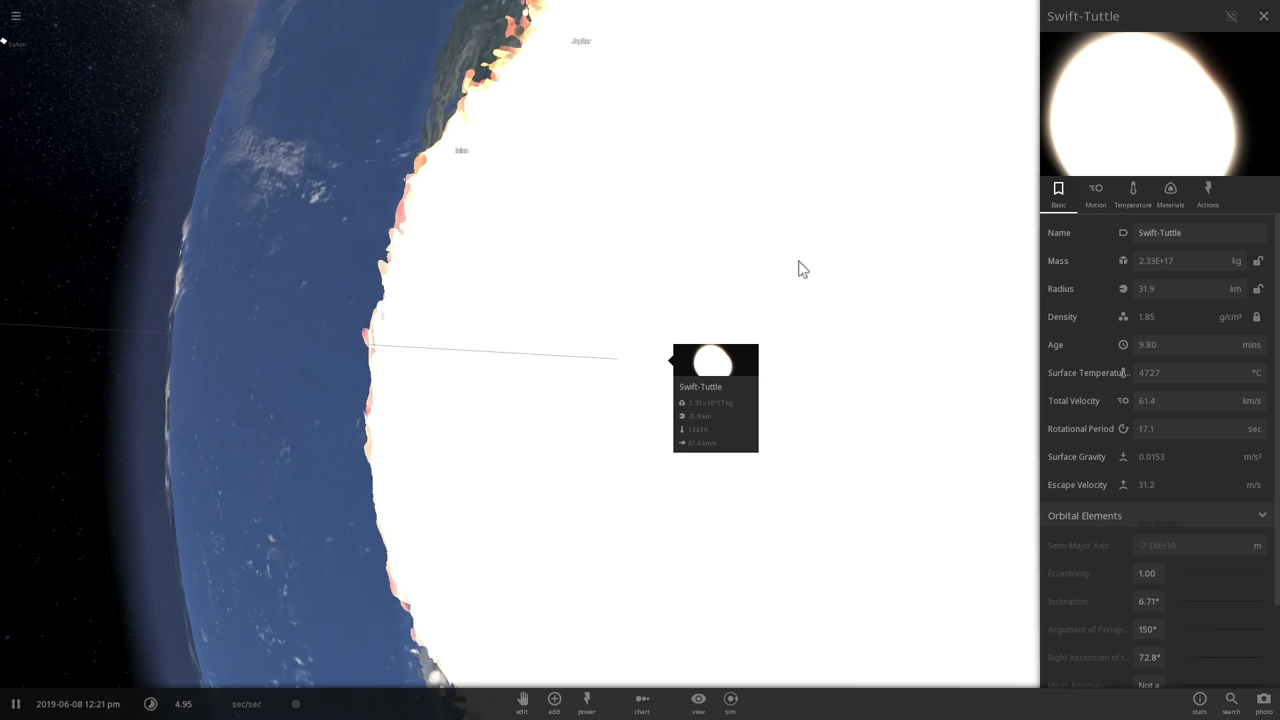 Swift-Tuttle
Saturn
Jupiter
Basic
Motion
Temperature
Materials
Actions
Name
Swift-Tuttle
Mass
2.33E+17 kg
Radius
31.9 km
Density
1.85 g/cm³
Age
9.80 mins
Surface Temperatu...
4727 °C
Total Velocity
61.4 km/s
Rotational Period
17.1 sec
Surface Gravity
0.0153 m/s²
Escape Velocity
31.2 m/s
Orbital Elements
Semi-Major Axis
-7.18E+10 m
Eccentricity
1.00
Inclination
6.71°
Argument of Periap...
150°
Right Ascension of t...
72.8°
Mean Anomaly
Not a
Swift-Tuttle
2.33 x 10^17 kg
31.9 km
1243 K
61.4 km/s
2019-06-08 12:21 pm
4.95 sec/sec
edit
add
power
chart
view
sim
stats
search
photo